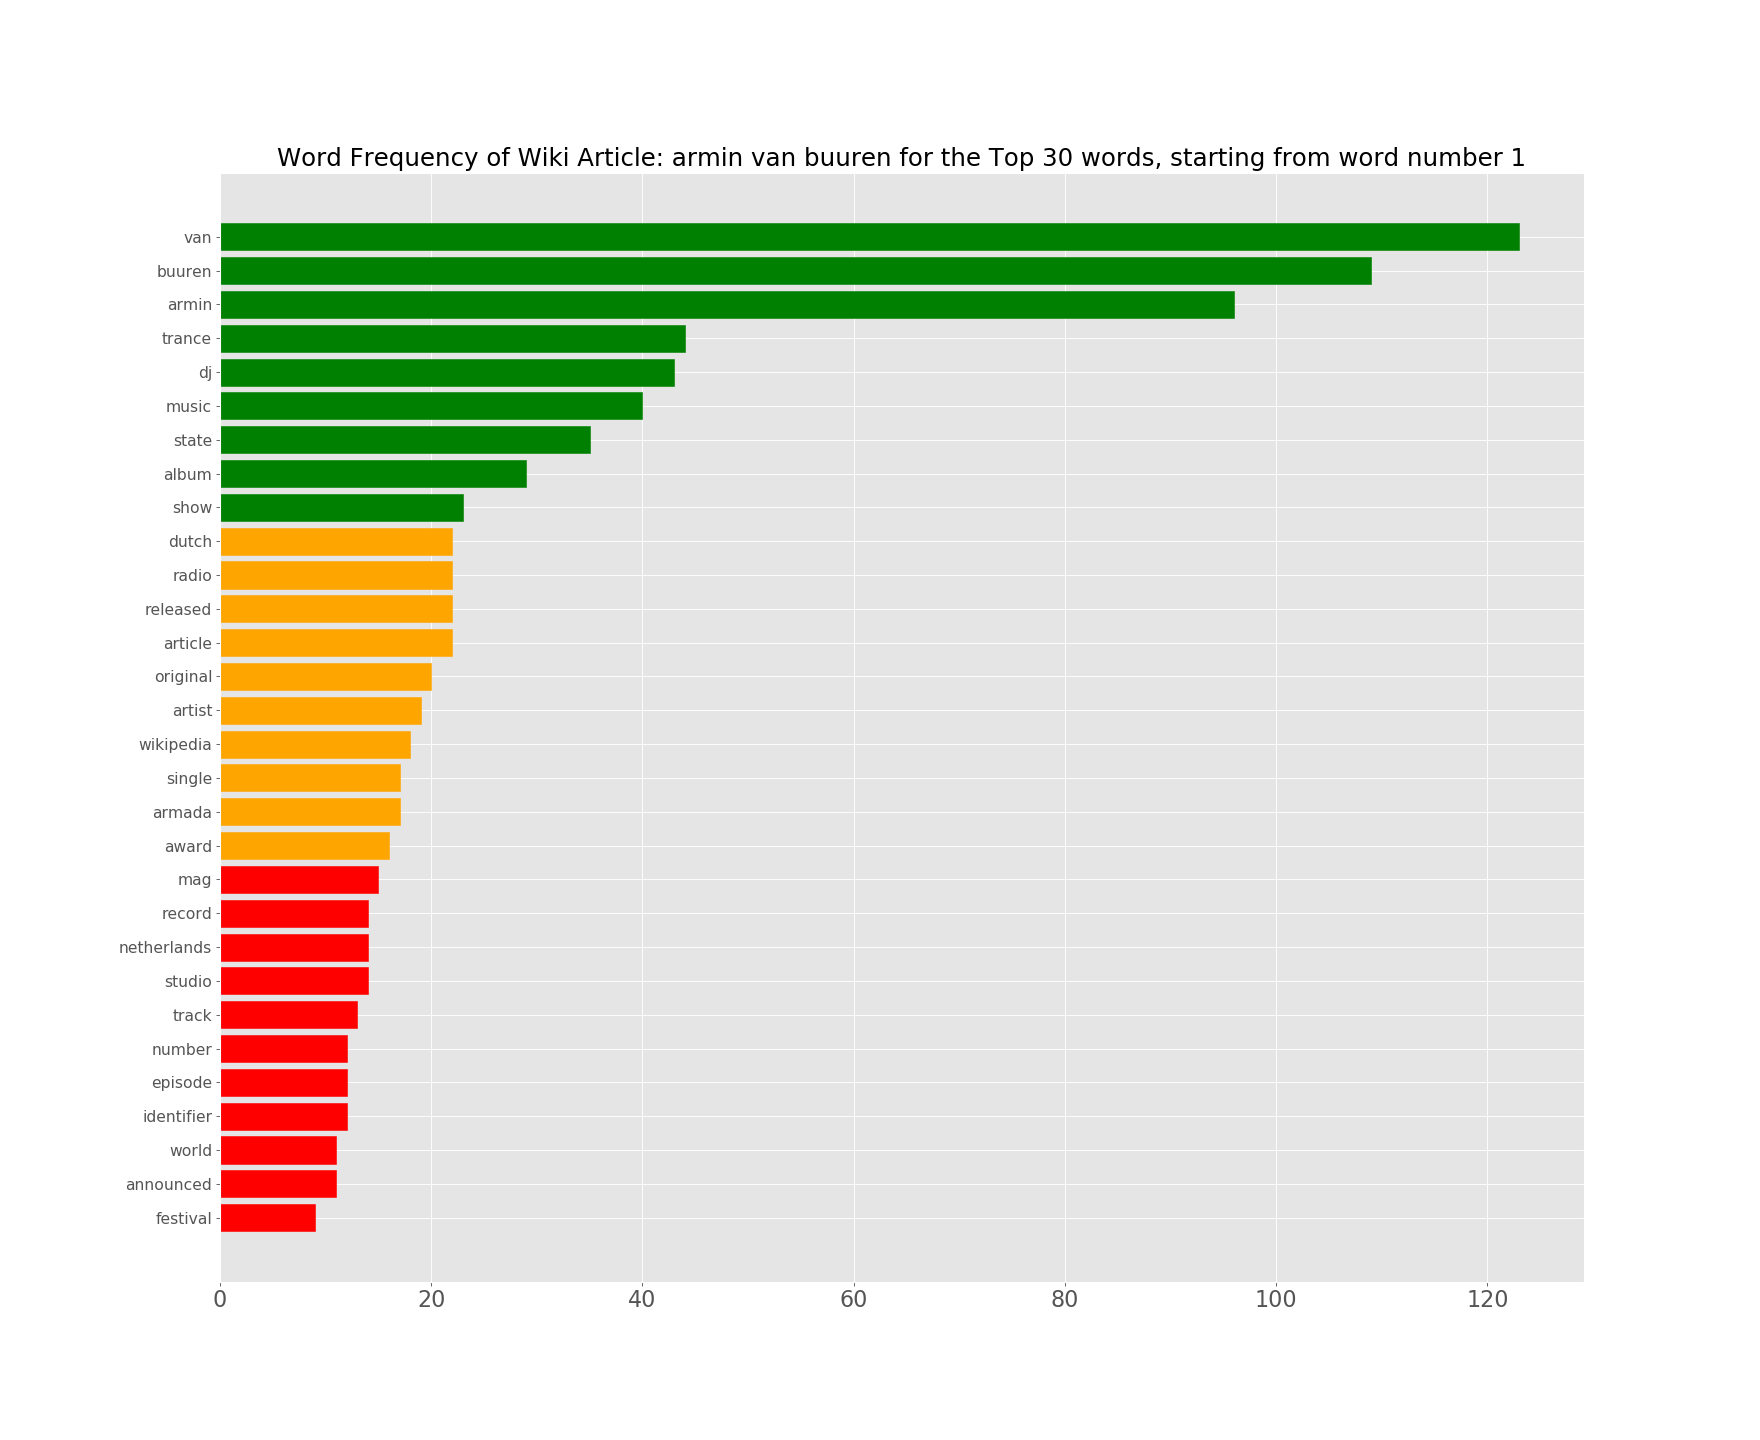 Word Frequency of Wiki Article: armin van buuren for the Top 30 words, starting from word number 1
van
buuren
armin
trance
dj
music
state
album
show
dutch
radio
released
article
original
artist
wikipedia
single
armada
award
mag
record
netherlands
studio
track
number
episode
identifier
world
announced
festival
0 20 40 60 80 100 120